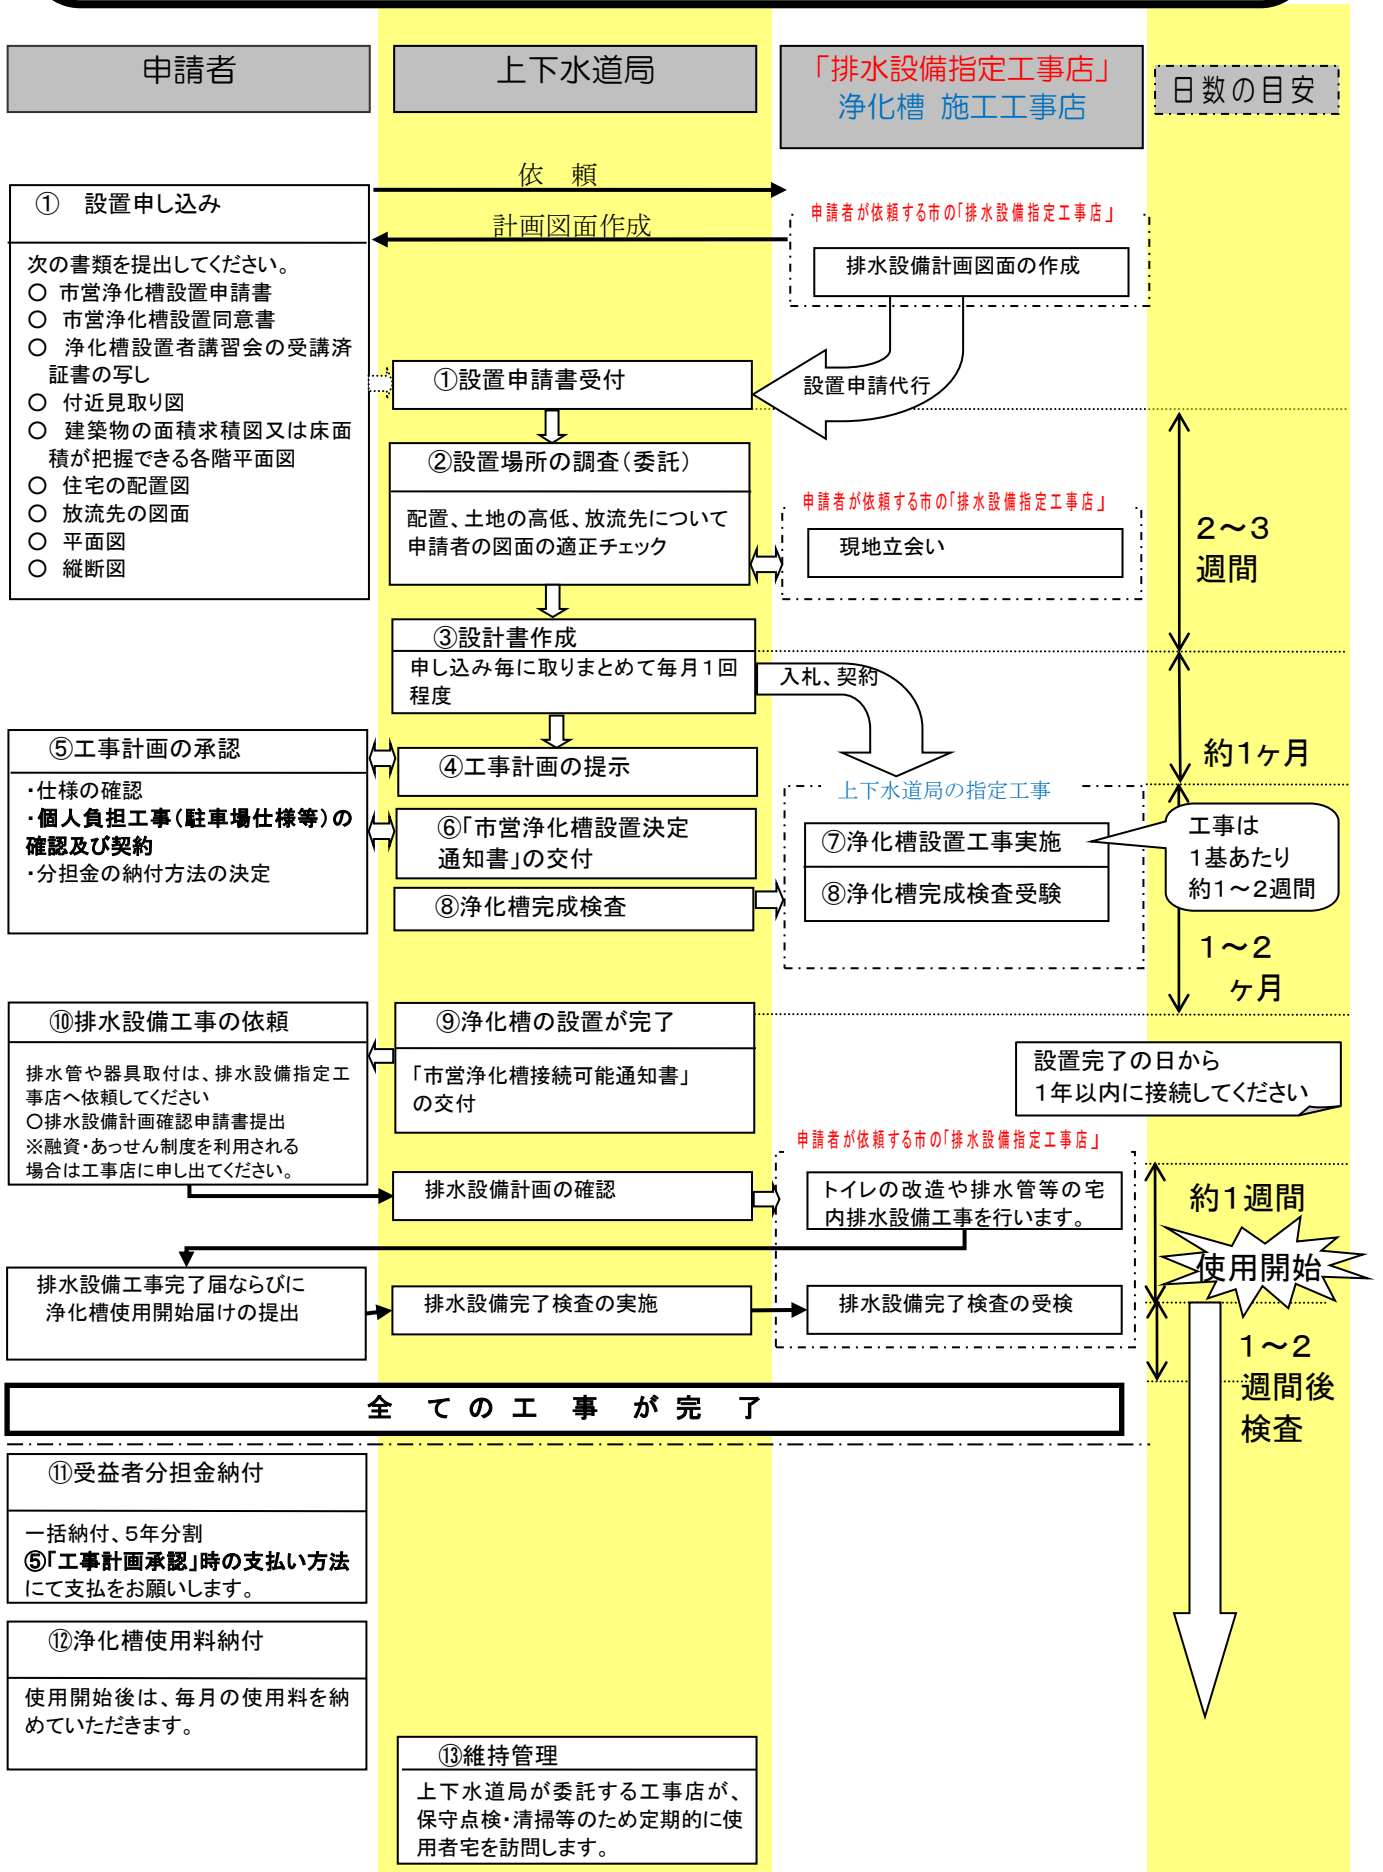 申請者
上下水道局
「排水設備指定工事店」
浄化槽 施工工事店
日数の目安
依 頼
計画図面作成
① 設置申し込み
次の書類を提出してください。
○ 市営浄化槽設置申請書
○ 市営浄化槽設置同意書
○ 浄化槽設置者講習会の受講済
証書の写し
○ 付近見取り図
○ 建築物の面積求積図又は床面
積が把握できる各階平面図
○ 住宅の配置図
○ 放流先の図面
○ 平面図
○ 縦断図
申請者が依頼する市の「排水設備指定工事店」
排水設備計画図面の作成
①設置申請書受付
設置申請代行
②設置場所の調査(委託)
配置、土地の高低、放流先について
申請者の図面の適正チェック
申請者が依頼する市の「排水設備指定工事店」
現地立会い
2～3
週間
③設計書作成
申し込み毎に取りまとめて毎月1回
程度
入札、契約
約1ヶ月
⑤工事計画の承認
・仕様の確認
・個人負担工事(駐車場仕様等)の
確認及び契約
・分担金の納付方法の決定
④工事計画の提示
⑥「市営浄化槽設置決定
通知書」の交付
⑧浄化槽完成検査
上下水道局の指定工事
⑦浄化槽設置工事実施
⑧浄化槽完成検査受験
工事は
1基あたり
約1～2週間
1～2
ヶ月
⑩排水設備工事の依頼
排水管や器具取付は、排水設備指定工
事店へ依頼してください
○排水設備計画確認申請書提出
※融資・あっせん制度を利用される
場合は工事店に申し出てください。
⑨浄化槽の設置が完了
「市営浄化槽接続可能通知書」
の交付
設置完了の日から
1年以内に接続してください
申請者が依頼する市の「排水設備指定工事店」
排水設備計画の確認
トイレの改造や排水管等の宅
内排水設備工事を行います。
約1週間
使用開始
排水設備工事完了届ならびに
浄化槽使用開始届けの提出
排水設備完了検査の実施
排水設備完了検査の受検
1～2
週間後
検査
全 て の 工 事 が 完 了
⑪受益者分担金納付
一括納付、5年分割
⑤「工事計画承認」時の支払い方法
にて支払をお願いします。
⑫浄化槽使用料納付
使用開始後は、毎月の使用料を納
めていただきます。
⑬維持管理
上下水道局が委託する工事店が、
保守点検・清掃等のため定期的に使
用者宅を訪問します。